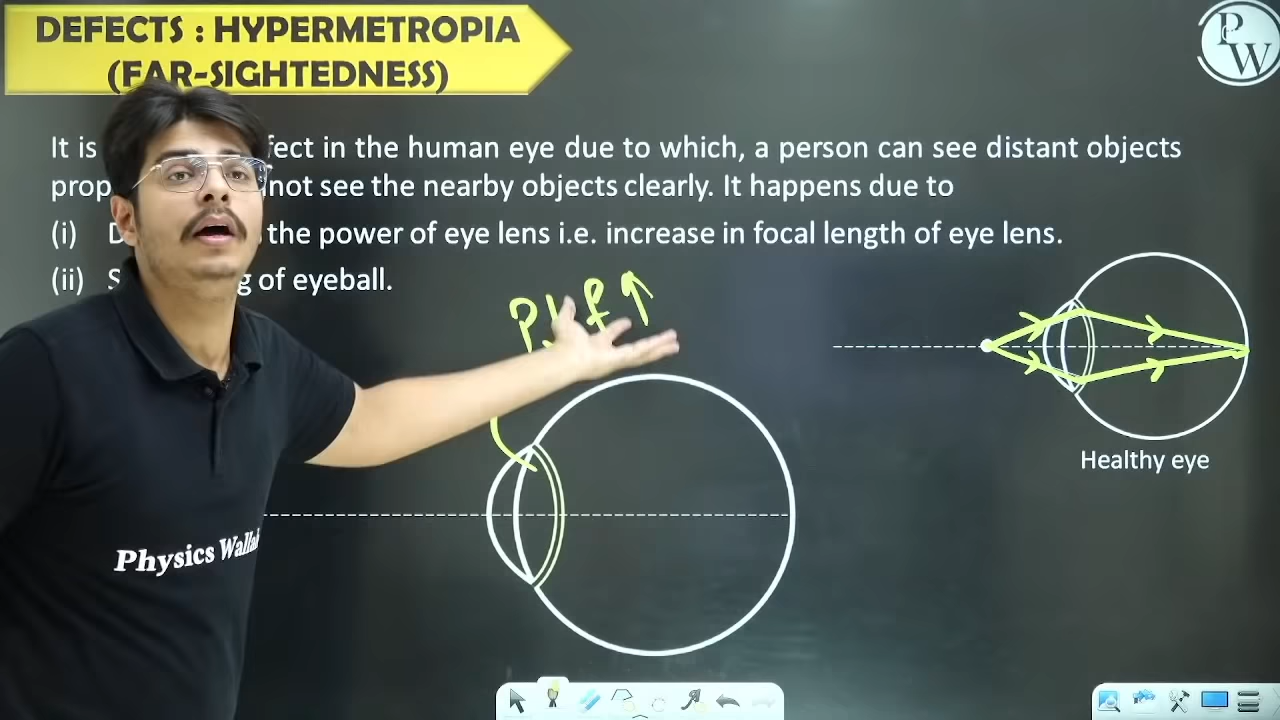 DEFECTS : HYPERMETROPIA
(FAR-SIGHTEDNESS)
PW
It is fect in the human eye due to which, a person can see distant objects
prop not see the nearby objects clearly. It happens due to
(i) D the power of eye lens i.e. increase in focal length of eye lens.
(ii) S g of eyeball.
P↓ f↑
Healthy eye
Physics Wallah